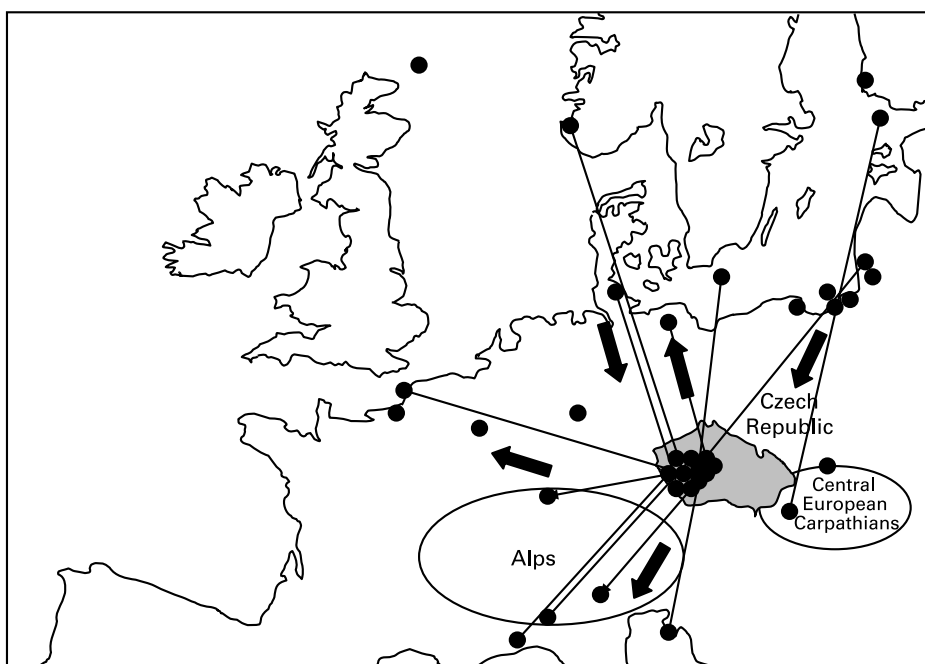 Czech
Republic
Central
European
Carpathians
Alps